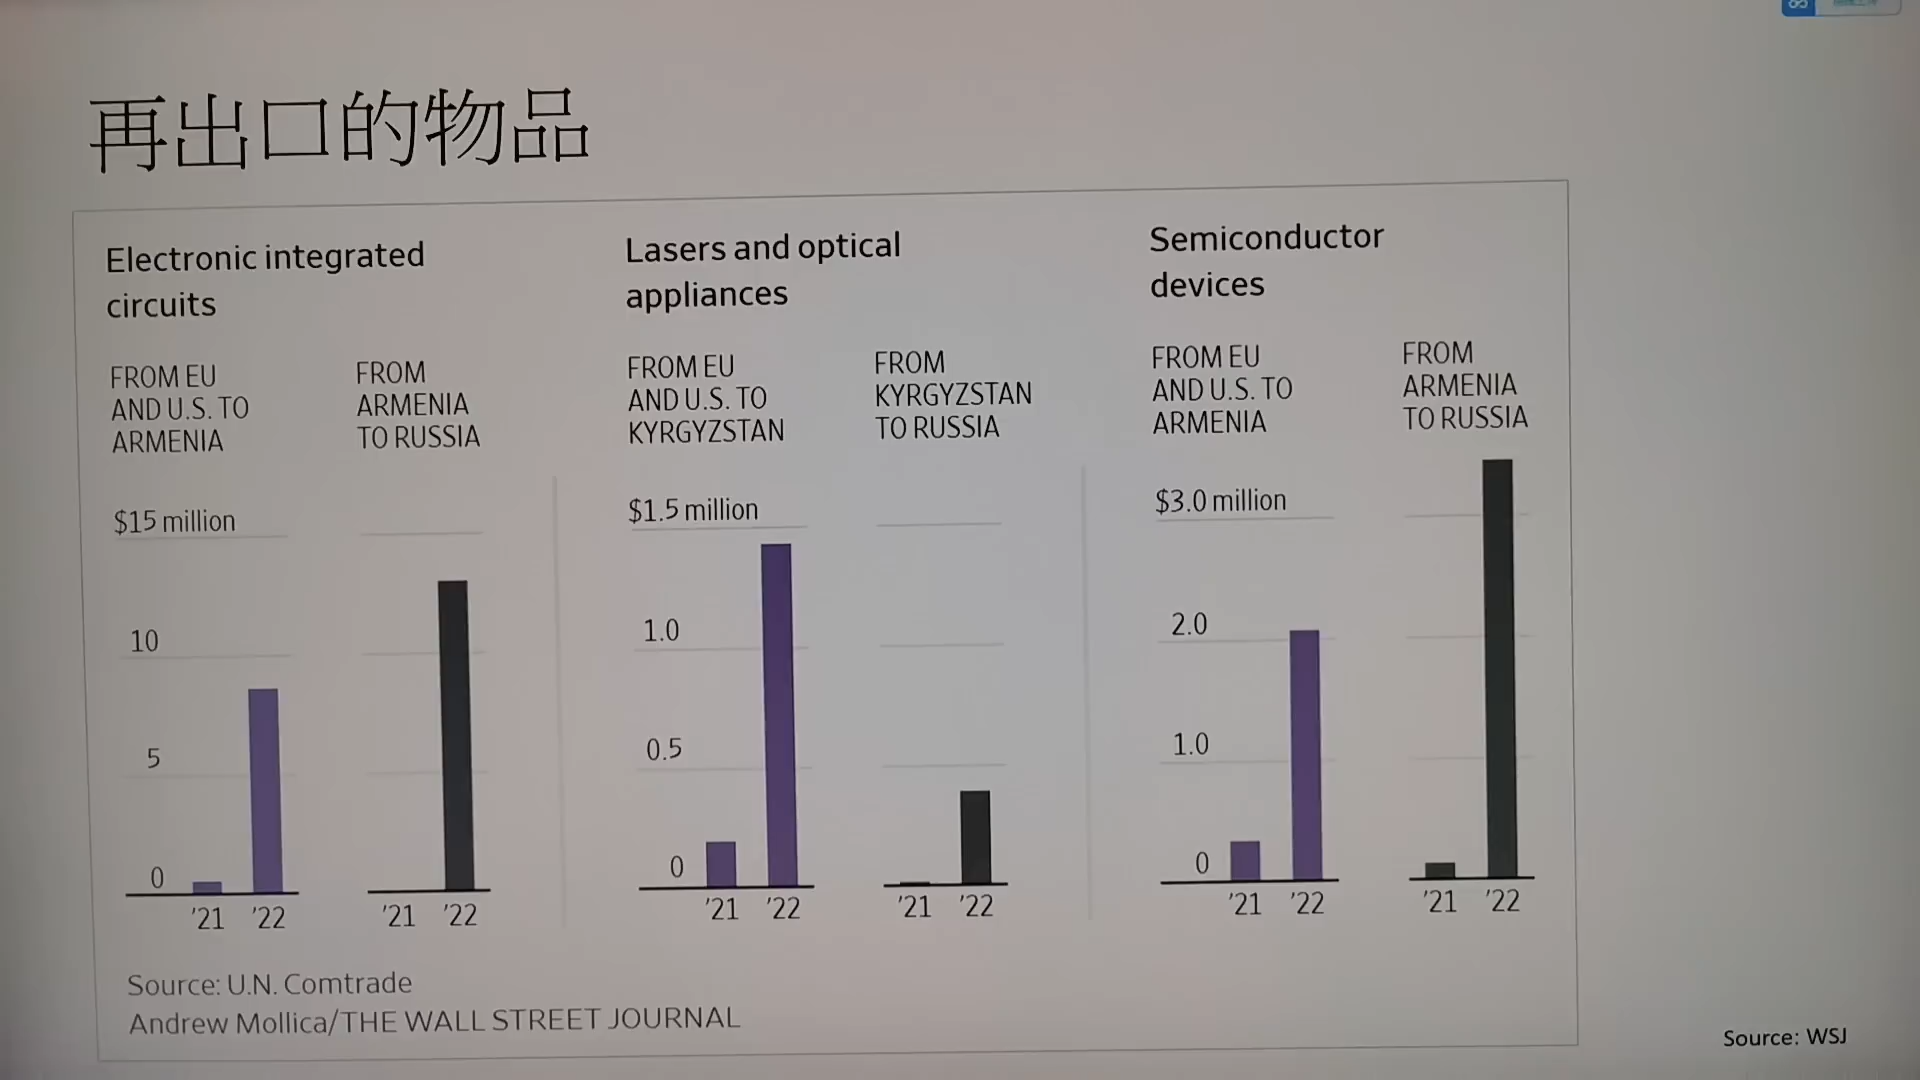 再出口的物品
Electronic integrated
circuits
FROM EU
AND U.S. TO
ARMENIA
FROM
ARMENIA
TO RUSSIA
$15 million
10
5
0
'21
'22
'21
'22
Lasers and optical
appliances
FROM EU
AND U.S. TO
KYRGYZSTAN
FROM
KYRGYZSTAN
TO RUSSIA
$1.5 million
1.0
0.5
0
'21
'22
'21
'22
Semiconductor
devices
FROM EU
AND U.S. TO
ARMENIA
FROM
ARMENIA
TO RUSSIA
$3.0 million
2.0
1.0
0
'21
'22
'21
'22
Source: U.N. Comtrade
Andrew Mollica/THE WALL STREET JOURNAL
Source: WSJ